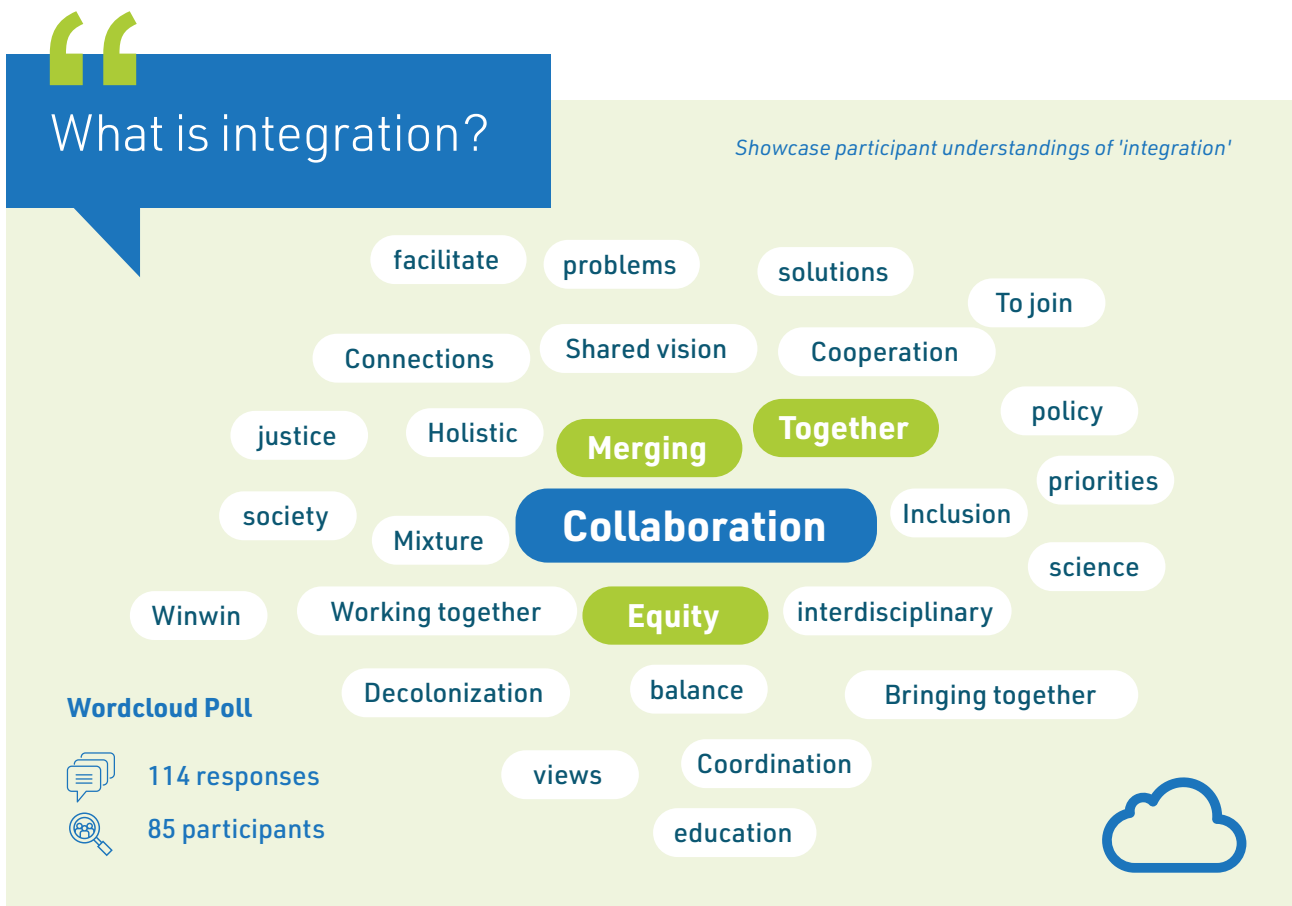 What is integration?
Showcase participant understandings of 'integration'
facilitate
problems
solutions
To join
Connections
Shared vision
Cooperation
justice
Holistic
Merging
Together
policy
priorities
society
Mixture
Collaboration
Inclusion
science
Winwin
Working together
Equity
interdisciplinary
Decolonization
balance
Bringing together
Wordcloud Poll
114 responses
85 participants
views
Coordination
education